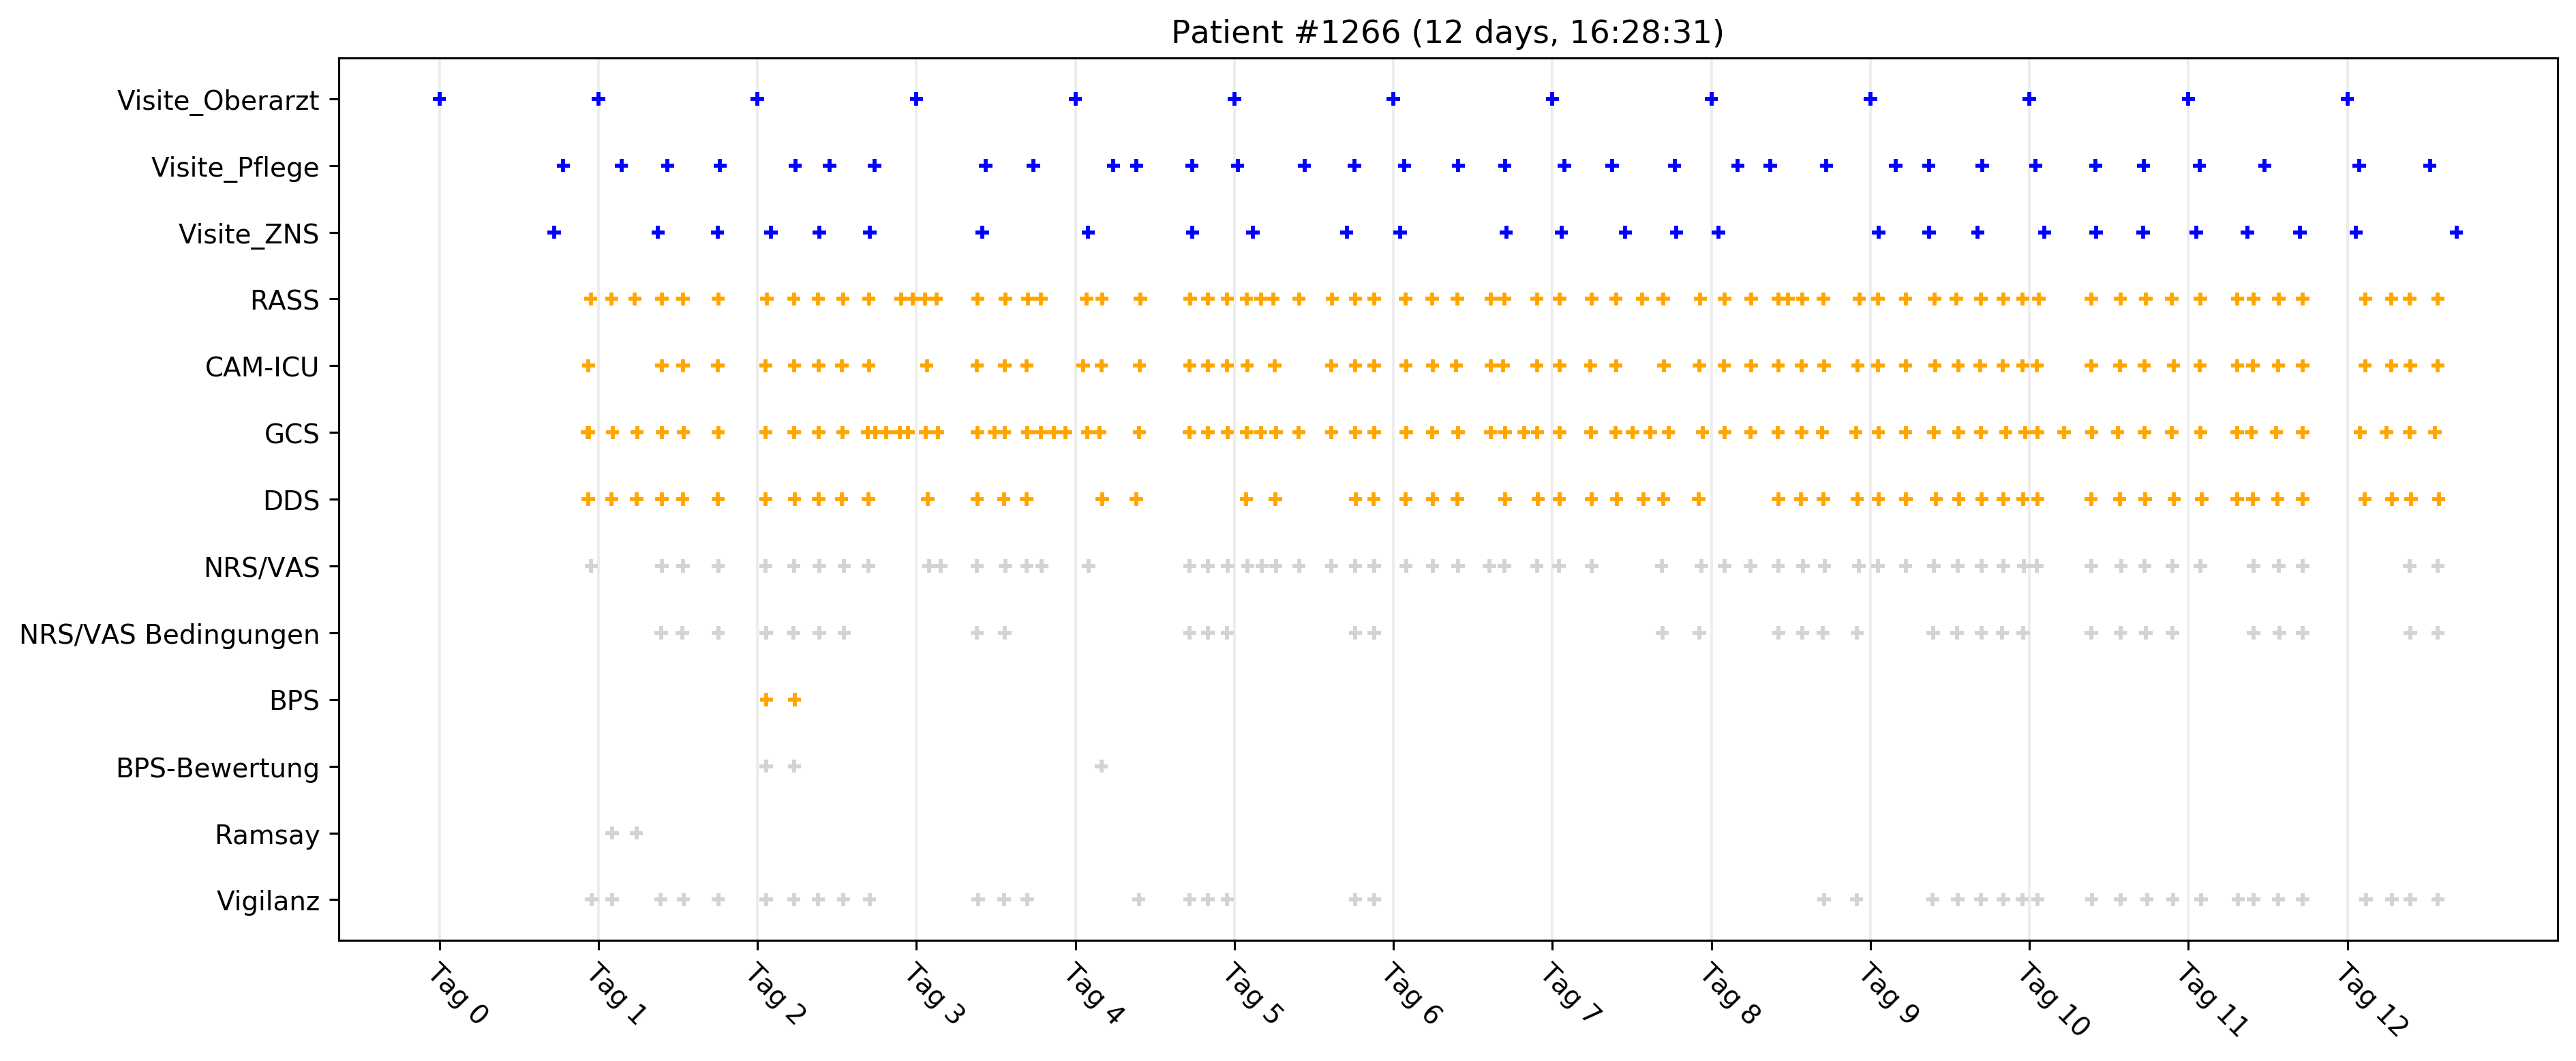 Patient #1266 (12 days, 16:28:31)
Visite_Oberarzt
Visite_Pflege
Visite_ZNS
RASS
CAM-ICU
GCS
DDS
NRS/VAS
NRS/VAS Bedingungen
BPS
BPS-Bewertung
Ramsay
Vigilanz
Tag 0
Tag 1
Tag 2
Tag 3
Tag 4
Tag 5
Tag 6
Tag 7
Tag 8
Tag 9
Tag 10
Tag 11
Tag 12